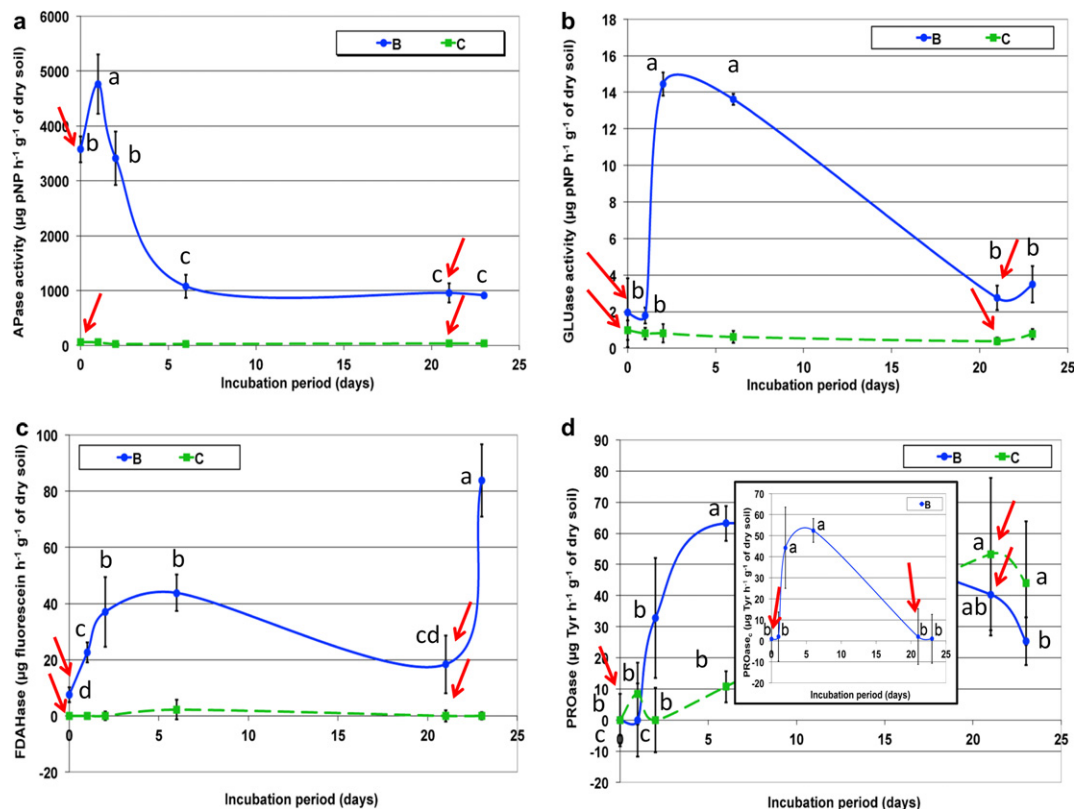 a
6000
5000
4000
3000
2000
1000
0
APase activity (µg pNP h⁻¹ g⁻¹ of dry soil)
B C
b
a
b
c
c
c
0 5 10 15 20 25
Incubation period (days)
b
20
18
16
14
12
10
8
6
4
2
0
GLUase activity (µg pNP h⁻¹ g⁻¹ of dry soil)
B C
b
b
a
a
b
b
0 5 10 15 20 25
Incubation period (days)
c
100
80
60
40
20
0
-20
FDAHase (µg fluorescein h⁻¹ g⁻¹ of dry soil)
B C
d
c
b
b
cd
a
0 5 10 15 20 25
Incubation period (days)
d
90
80
70
60
50
40
30
20
10
0
-10
-20
PROase (µg Tyr h⁻¹ g⁻¹ of dry soil)
B C
b
c
b
b
c
b
a
b
a
ab
a
b
0 5 10 15 20 25
Incubation period (days)
70
60
50
40
30
20
10
0
-10
-20
PROasec (µg Tyr h⁻¹ g⁻¹ of dry soil)
B
b
b
a
a
b
b
0 5 10 15 20 25
Incubation period (days)